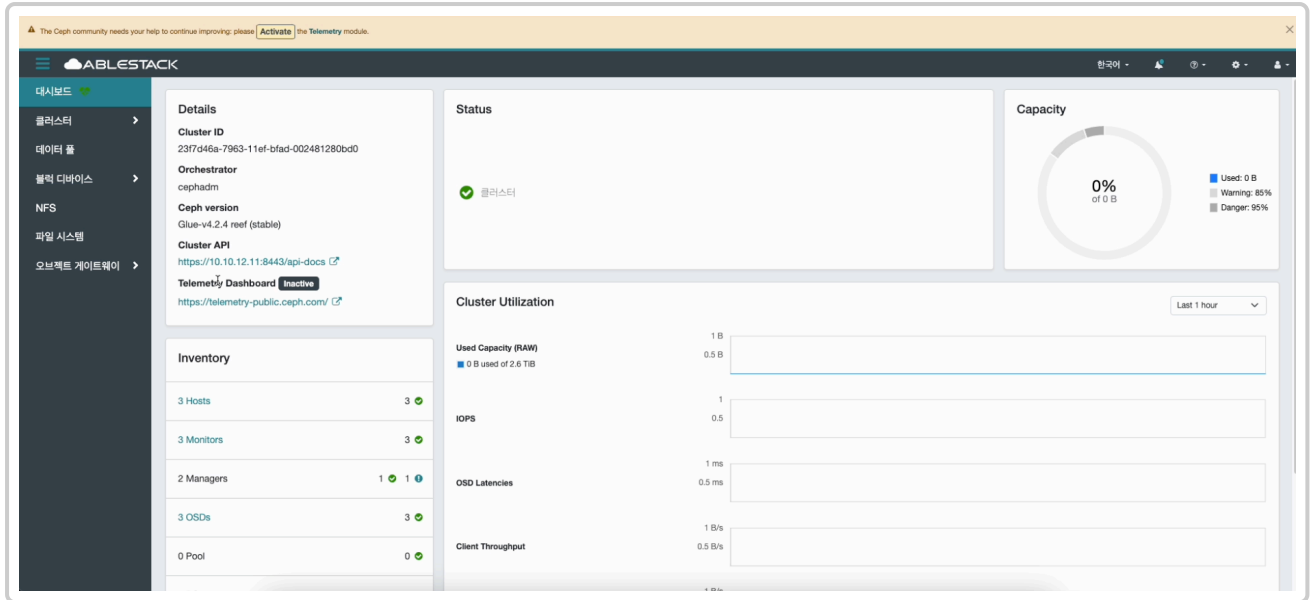 The Ceph community needs your help to continue improving: please Activate the Telemetry module.
ABLESTACK
한국어
대시보드
클러스터
데이터 풀
블럭 디바이스
NFS
파일 시스템
오브젝트 게이트웨이
Details
Cluster ID
23f7d46a-7963-11ef-bfad-002481280bd0
Orchestrator
cephadm
Ceph version
Glue-v4.2.4 reef (stable)
Cluster API
https://10.10.12.11:8443/api-docs
Telemetry Dashboard Inactive
https://telemetry-public.ceph.com/
Status
클러스터
Capacity
0%
of 0 B
Used: 0 B
Warning: 85%
Danger: 95%
Inventory
3 Hosts 3
3 Monitors 3
2 Managers 1 1
3 OSDs 3
0 Pool 0
Cluster Utilization
Last 1 hour
Used Capacity (RAW)
0 B used of 2.6 TiB
1 B
0.5 B
IOPS
1
0.5
OSD Latencies
1 ms
0.5 ms
Client Throughput
1 B/s
0.5 B/s